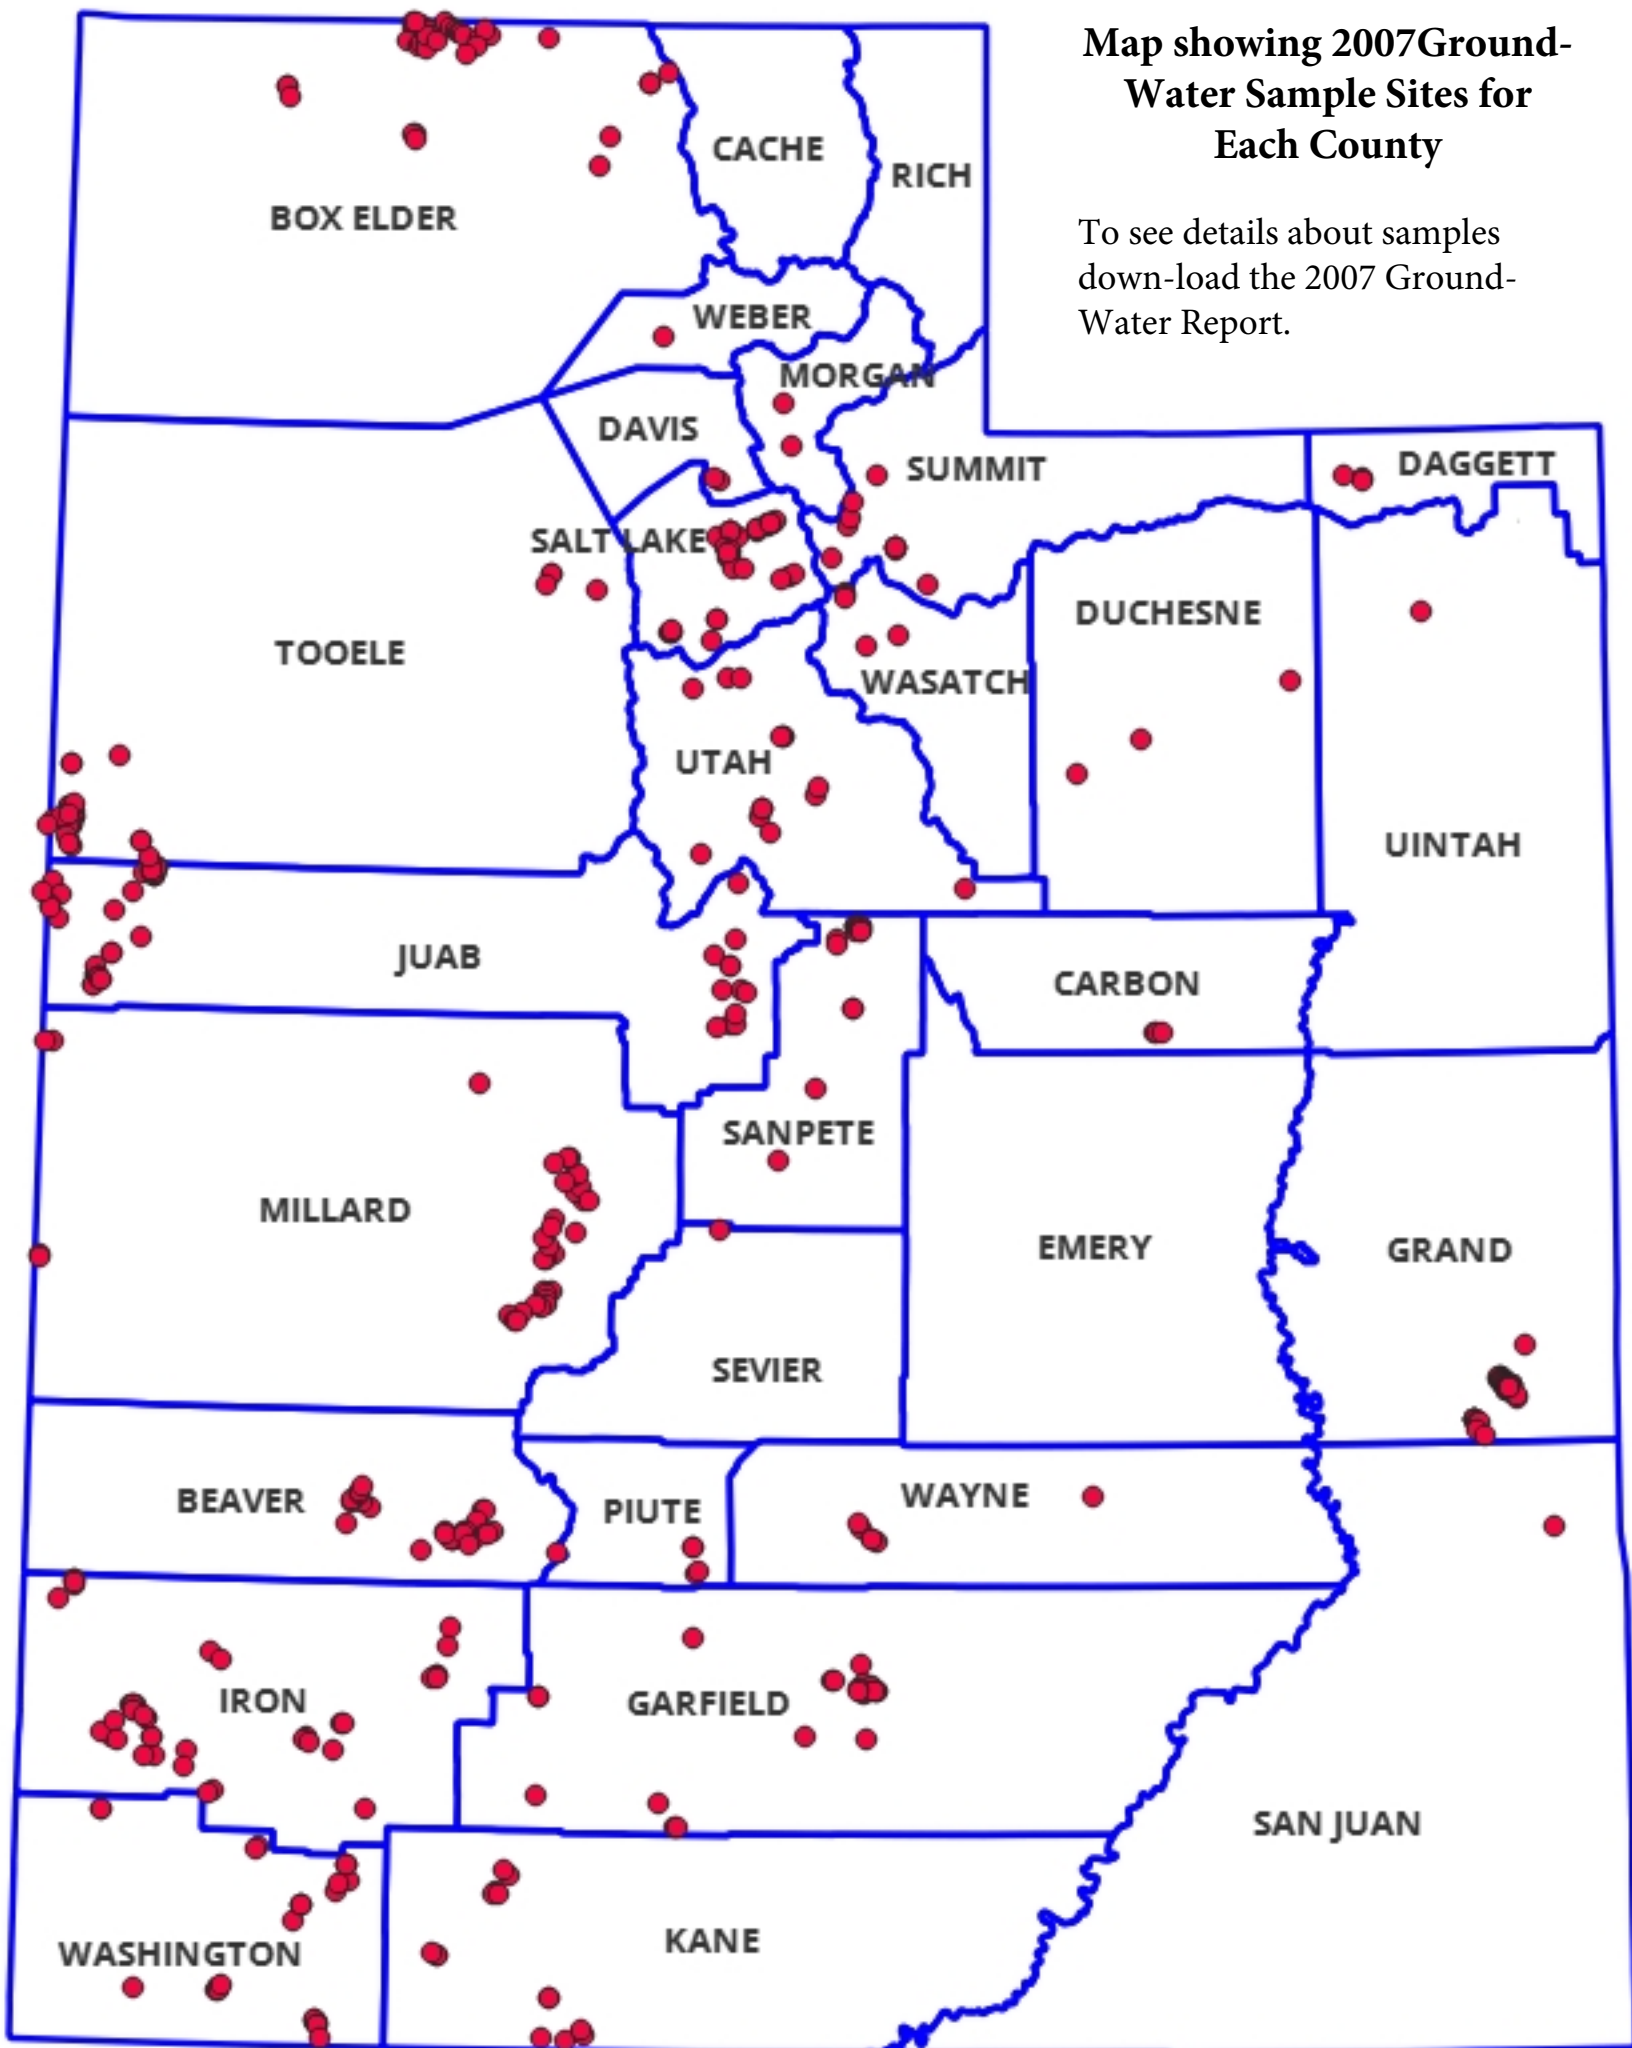 Map showing 2007Ground-
Water Sample Sites for
Each County
To see details about samples
down-load the 2007 Ground-
Water Report.
CACHE
RICH
BOX ELDER
WEBER
MORGAN
DAVIS
SUMMIT
DAGGETT
SALT LAKE
DUCHESNE
TOOELE
WASATCH
UTAH
UINTAH
JUAB
CARBON
SANPETE
MILLARD
EMERY
GRAND
SEVIER
BEAVER
PIUTE
WAYNE
IRON
GARFIELD
SAN JUAN
WASHINGTON
KANE